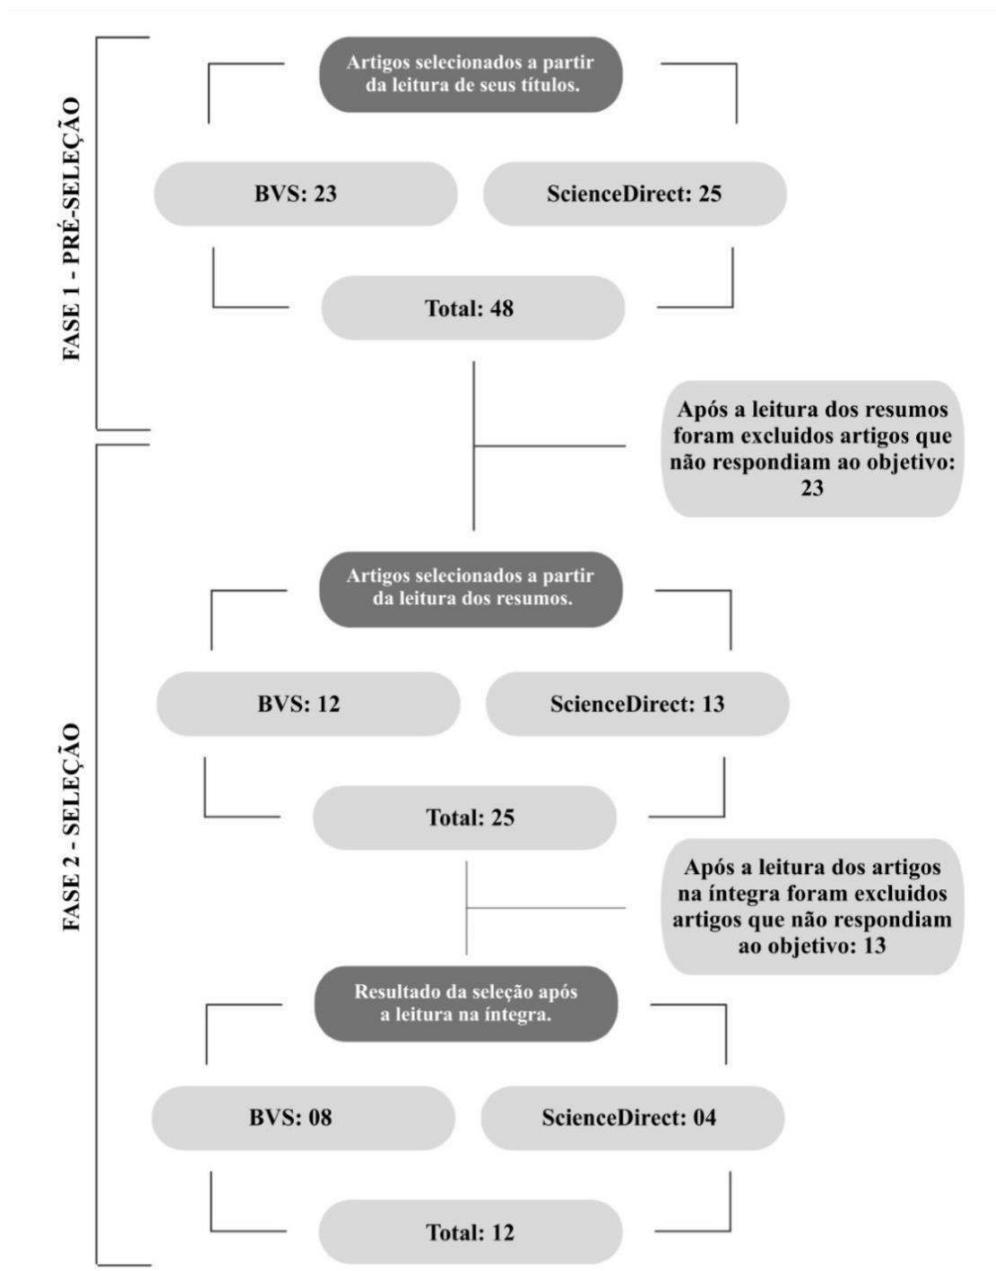 FASE 1 - PRÉ-SELEÇÃO
Artigos selecionados a partir
da leitura de seus títulos.
BVS: 23
ScienceDirect: 25
Total: 48
Após a leitura dos resumos
foram excluidos artigos que
não respondiam ao objetivo:
23
FASE 2 - SELEÇÃO
Artigos selecionados a partir
da leitura dos resumos.
BVS: 12
ScienceDirect: 13
Total: 25
Após a leitura dos artigos
na íntegra foram excluidos
artigos que não respondiam
ao objetivo: 13
Resultado da seleção após
a leitura na íntegra.
BVS: 08
ScienceDirect: 04
Total: 12